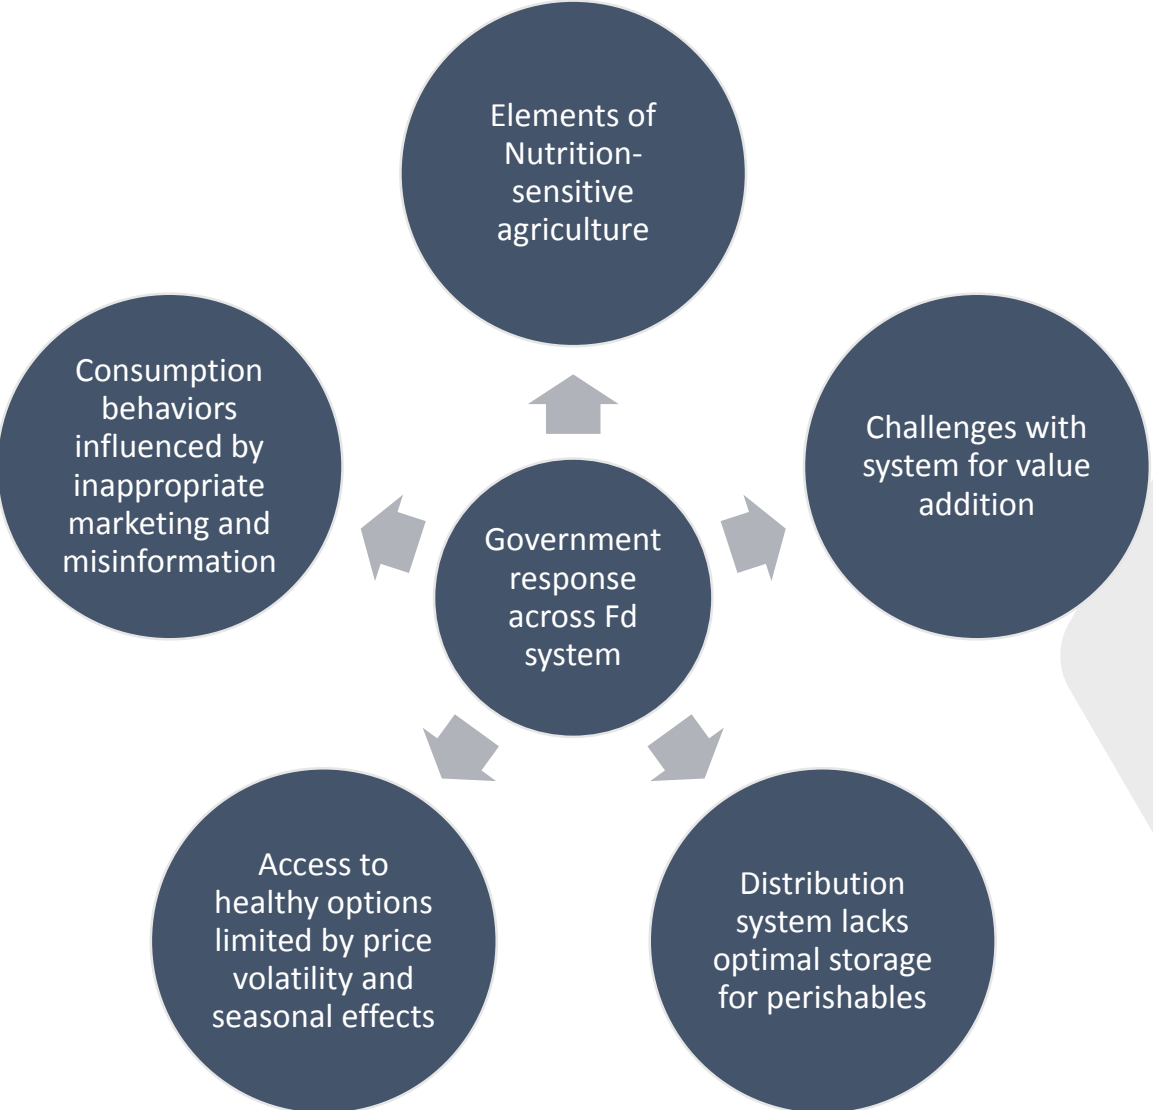 Elements of
Nutrition-
sensitive
agriculture
Consumption
behaviors
influenced by
inappropriate
marketing and
misinformation
Challenges with
system for value
addition
Government
response
across Fd
system
Access to
healthy options
limited by price
volatility and
seasonal effects
Distribution
system lacks
optimal storage
for perishables